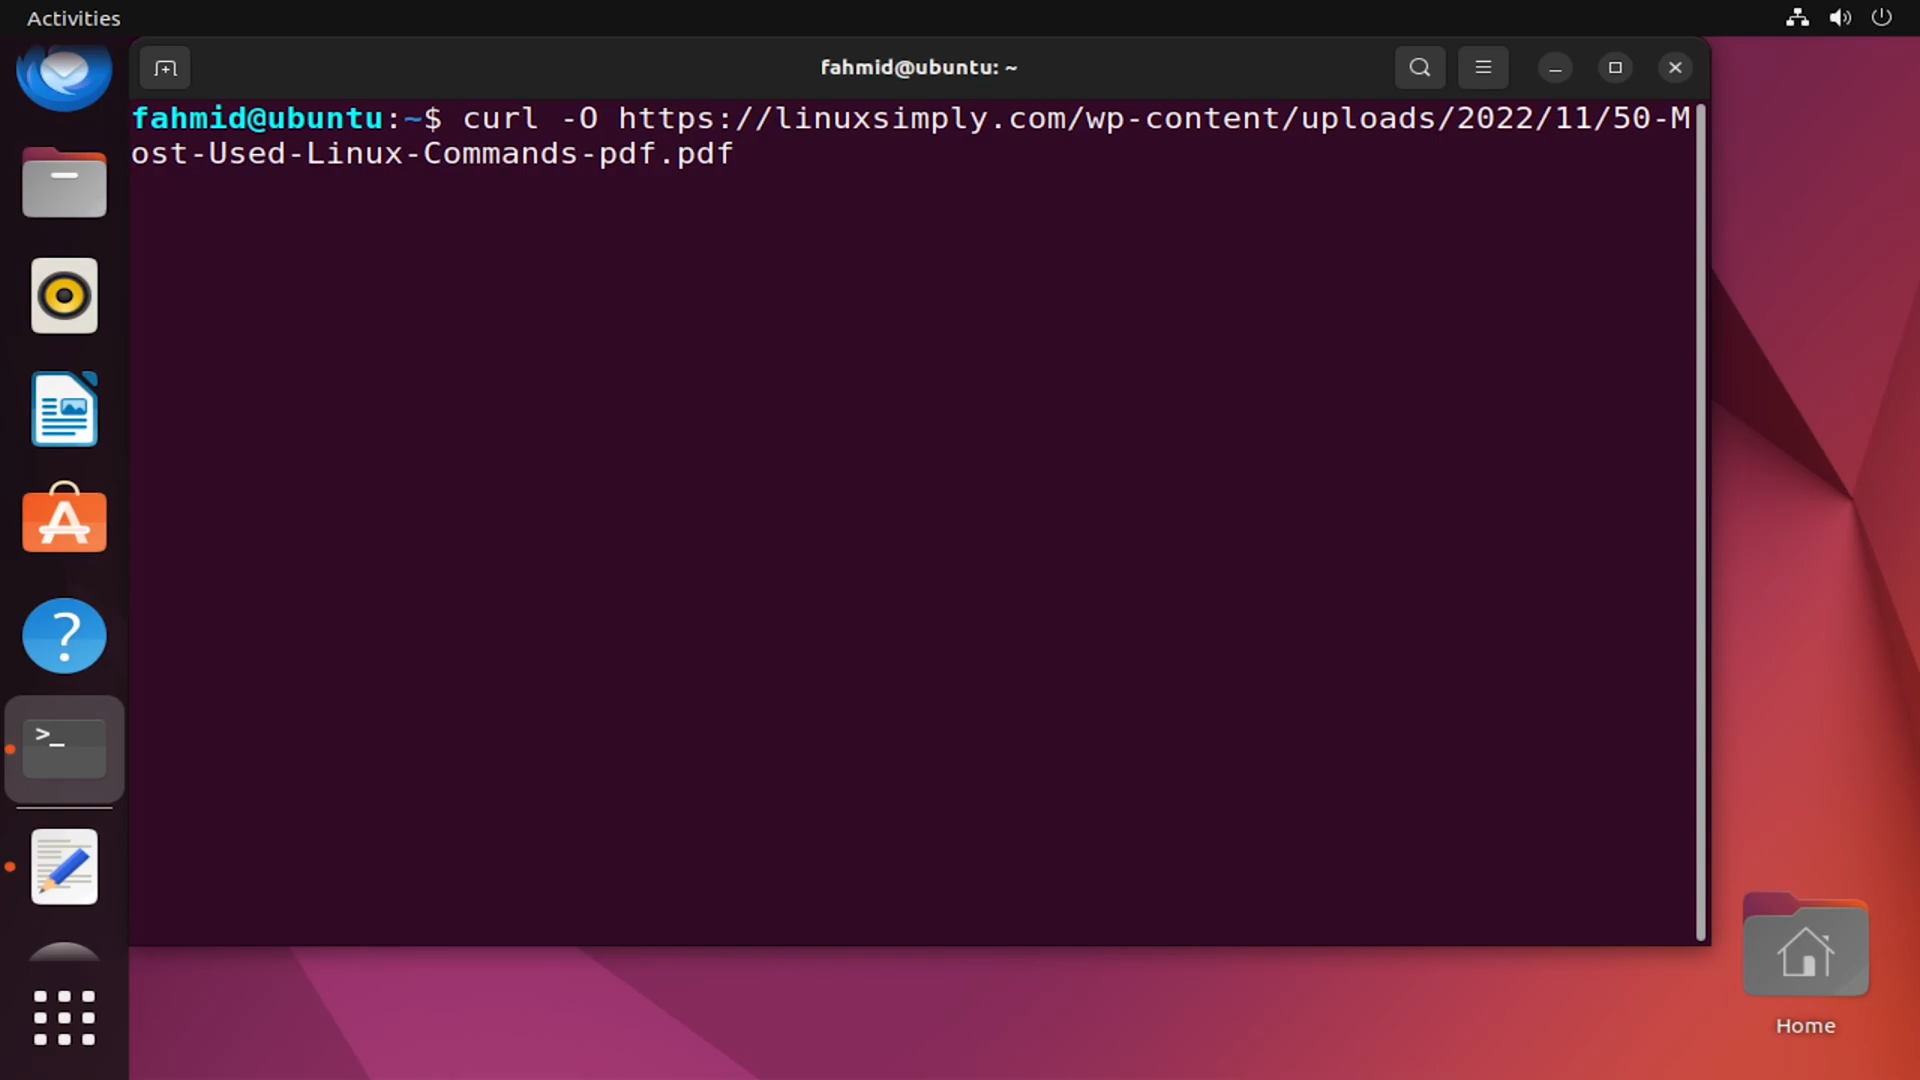 Activities
fahmid@ubuntu: ~
fahmid@ubuntu:~$ curl -O https://linuxsimply.com/wp-content/uploads/2022/11/50-M
ost-Used-Linux-Commands-pdf.pdf
Home